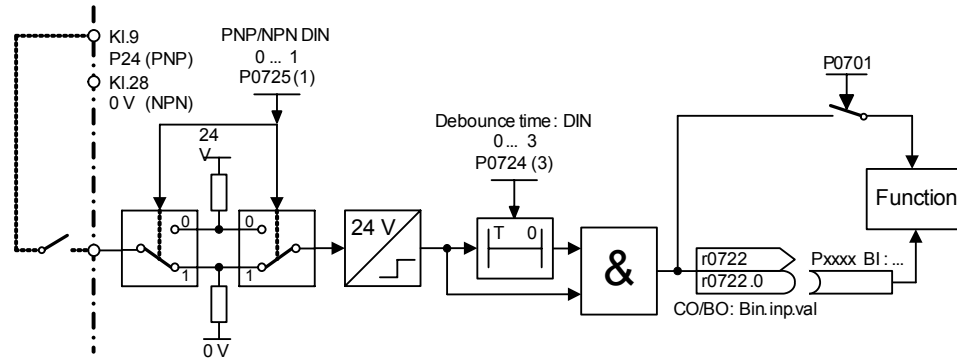 Kl.9
P24 (PNP)
Kl.28
0 V (NPN)
PNP/NPN DIN
0 ... 1
P0725 (1)
24
V
0
0
1
1
0 V
24 V
Debounce time: DIN
0 ... 3
P0724 (3)
T 0
&
P0701
Function
r0722
r0722.0
CO/BO: Bin.inp.val
Pxxxx BI : ...